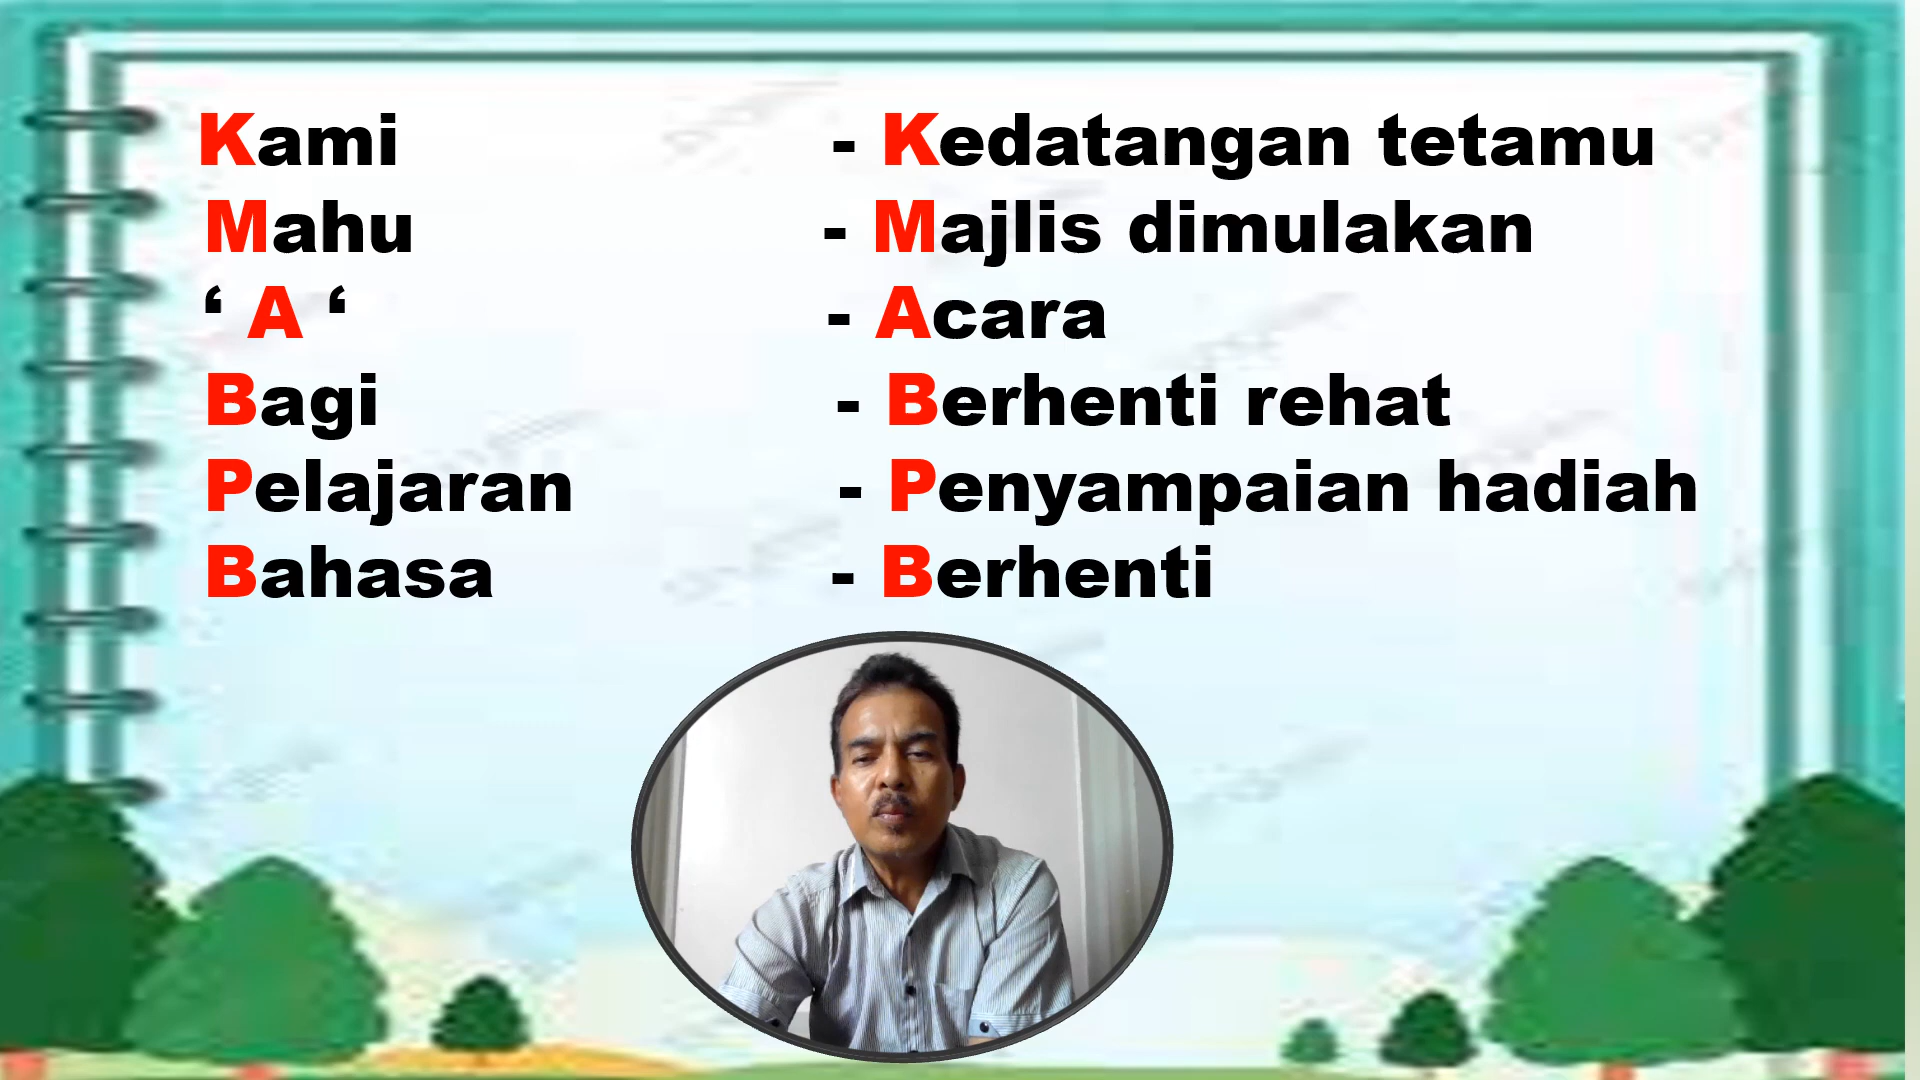 Kami - Kedatangan tetamu
Mahu - Majlis dimulakan
‘ A ‘ - Acara
Bagi - Berhenti rehat
Pelajaran - Penyampaian hadiah
Bahasa - Berhenti